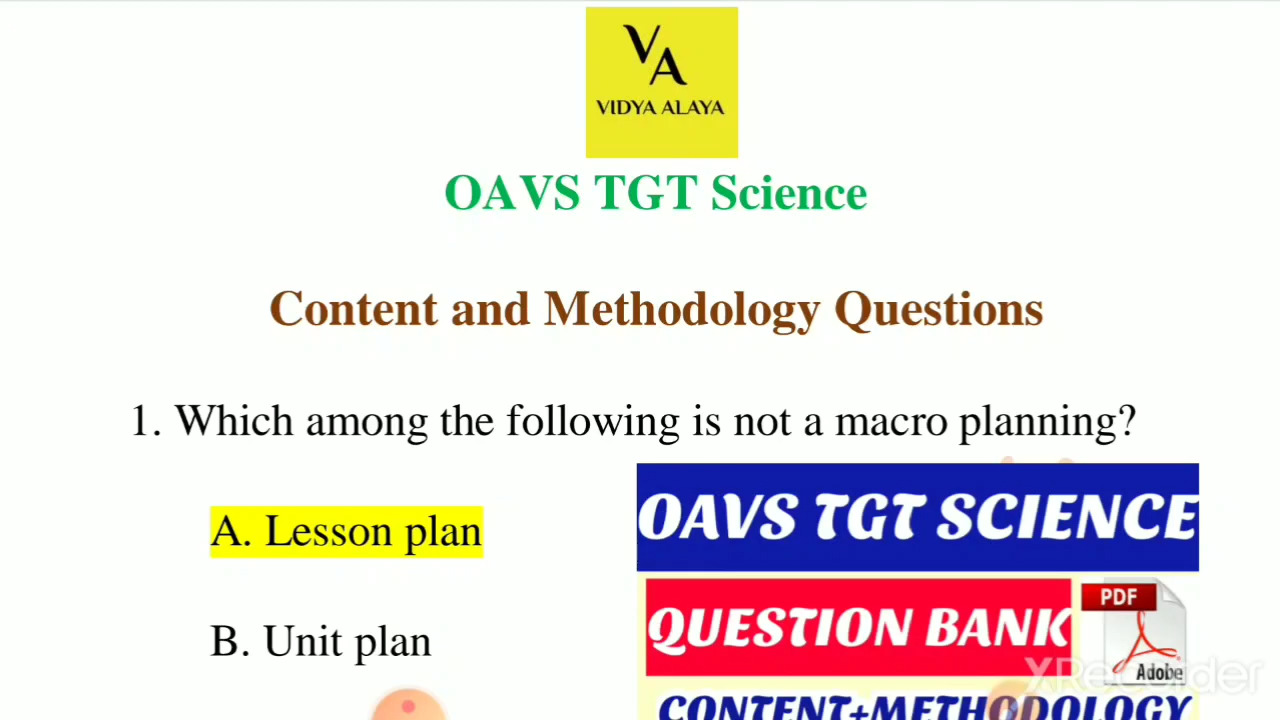 VA
VIDYA ALAYA
OAVS TGT Science
Content and Methodology Questions
1. Which among the following is not a macro planning?
A. Lesson plan
OAVS TGT SCIENCE
B. Unit plan
QUESTION BANK
PDF
Adobe
XRecorder
CONTENT+METHODOLOGY